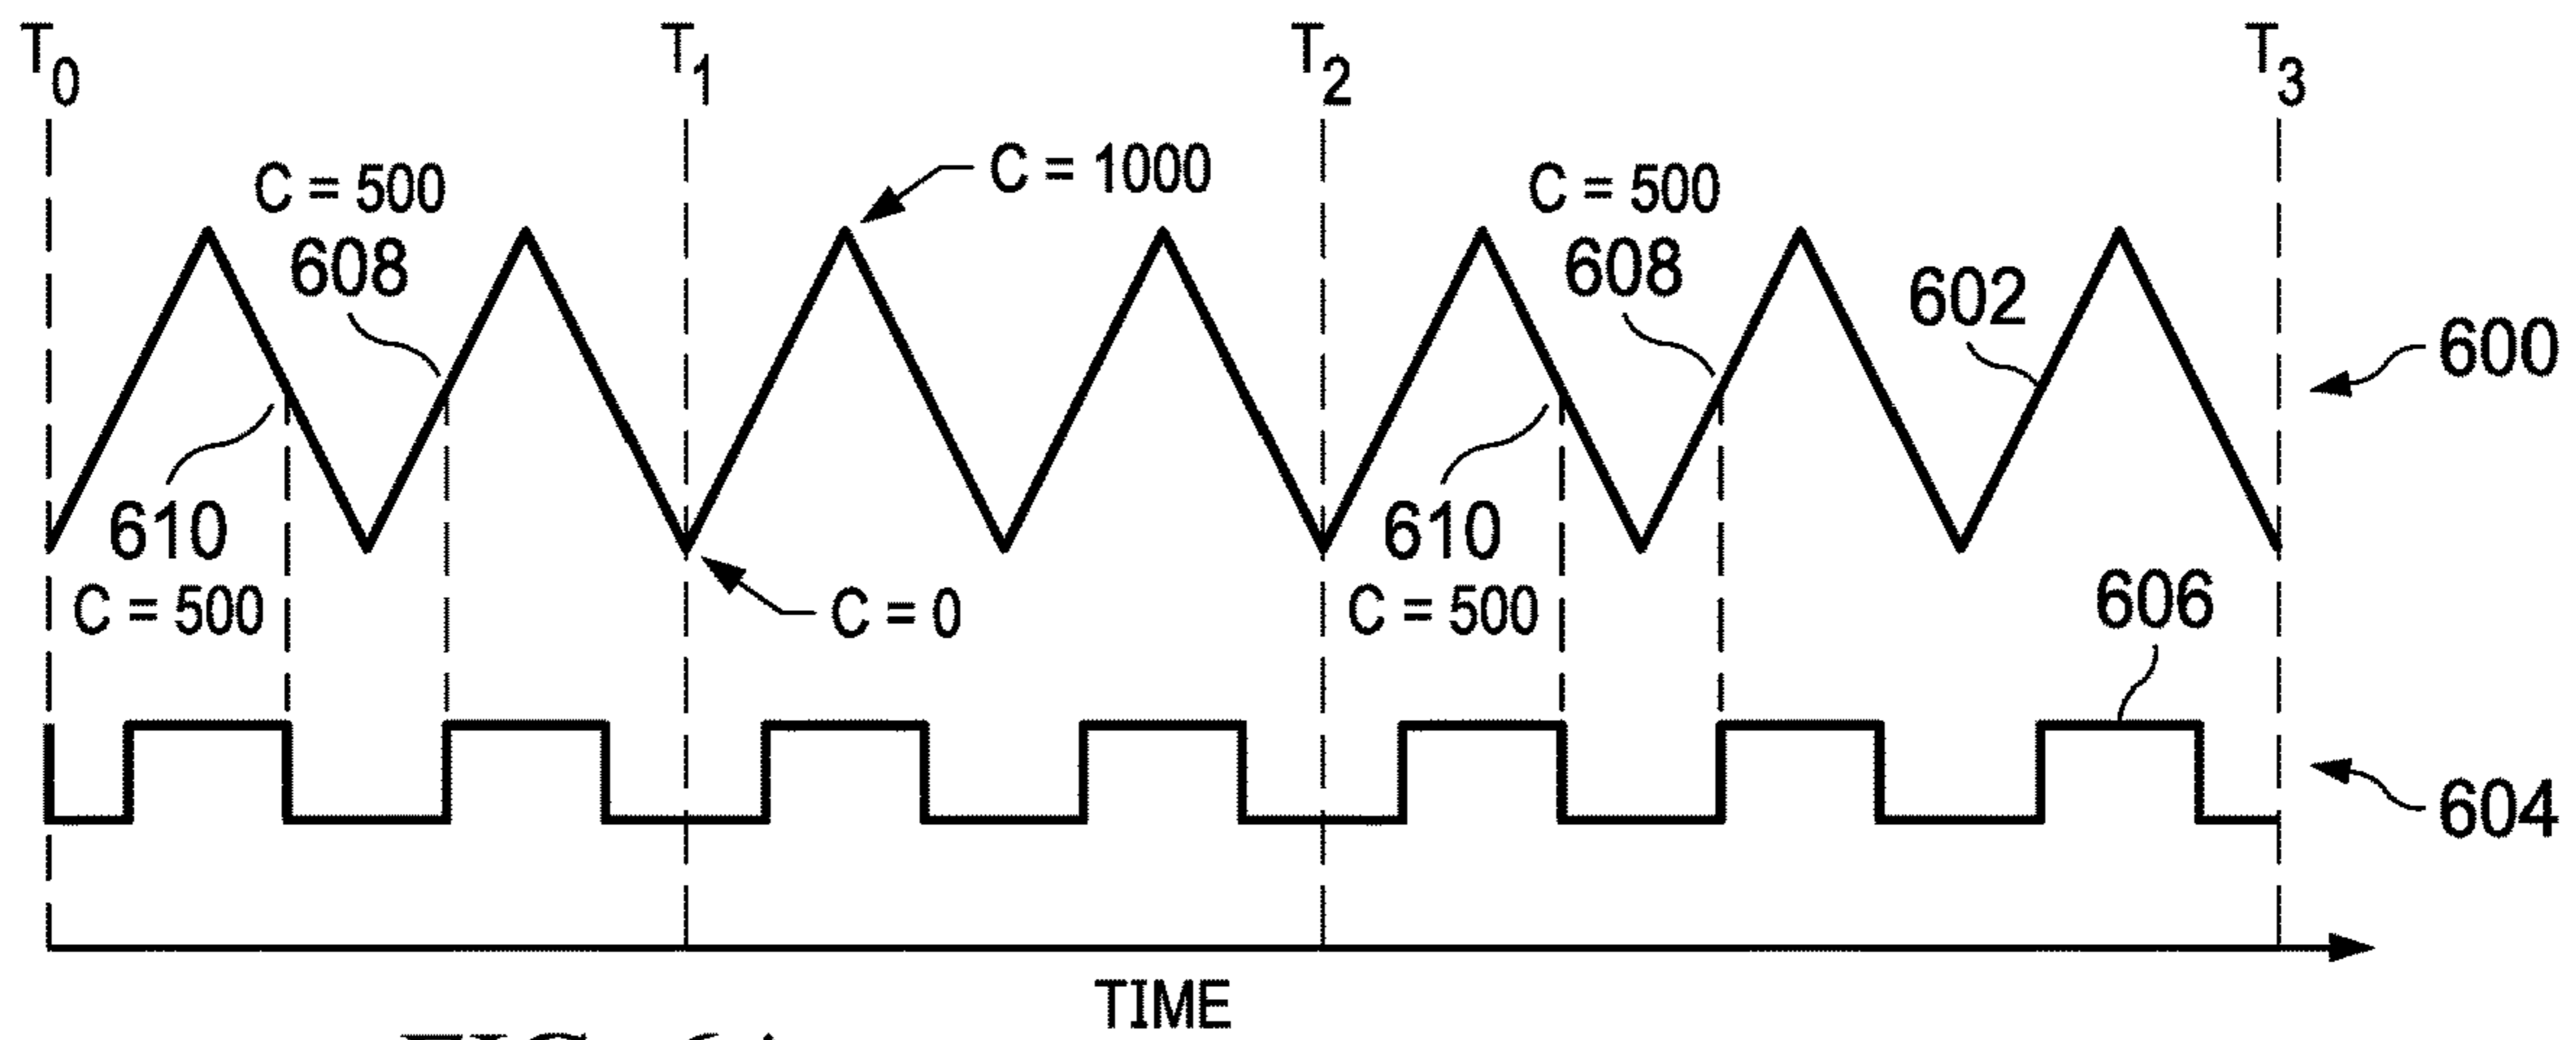 T0 T1 T2 T3
C = 500 C = 1000 C = 500
608 608 602
600
610 610
C = 500 C = 0 C = 500 606
604
TIME